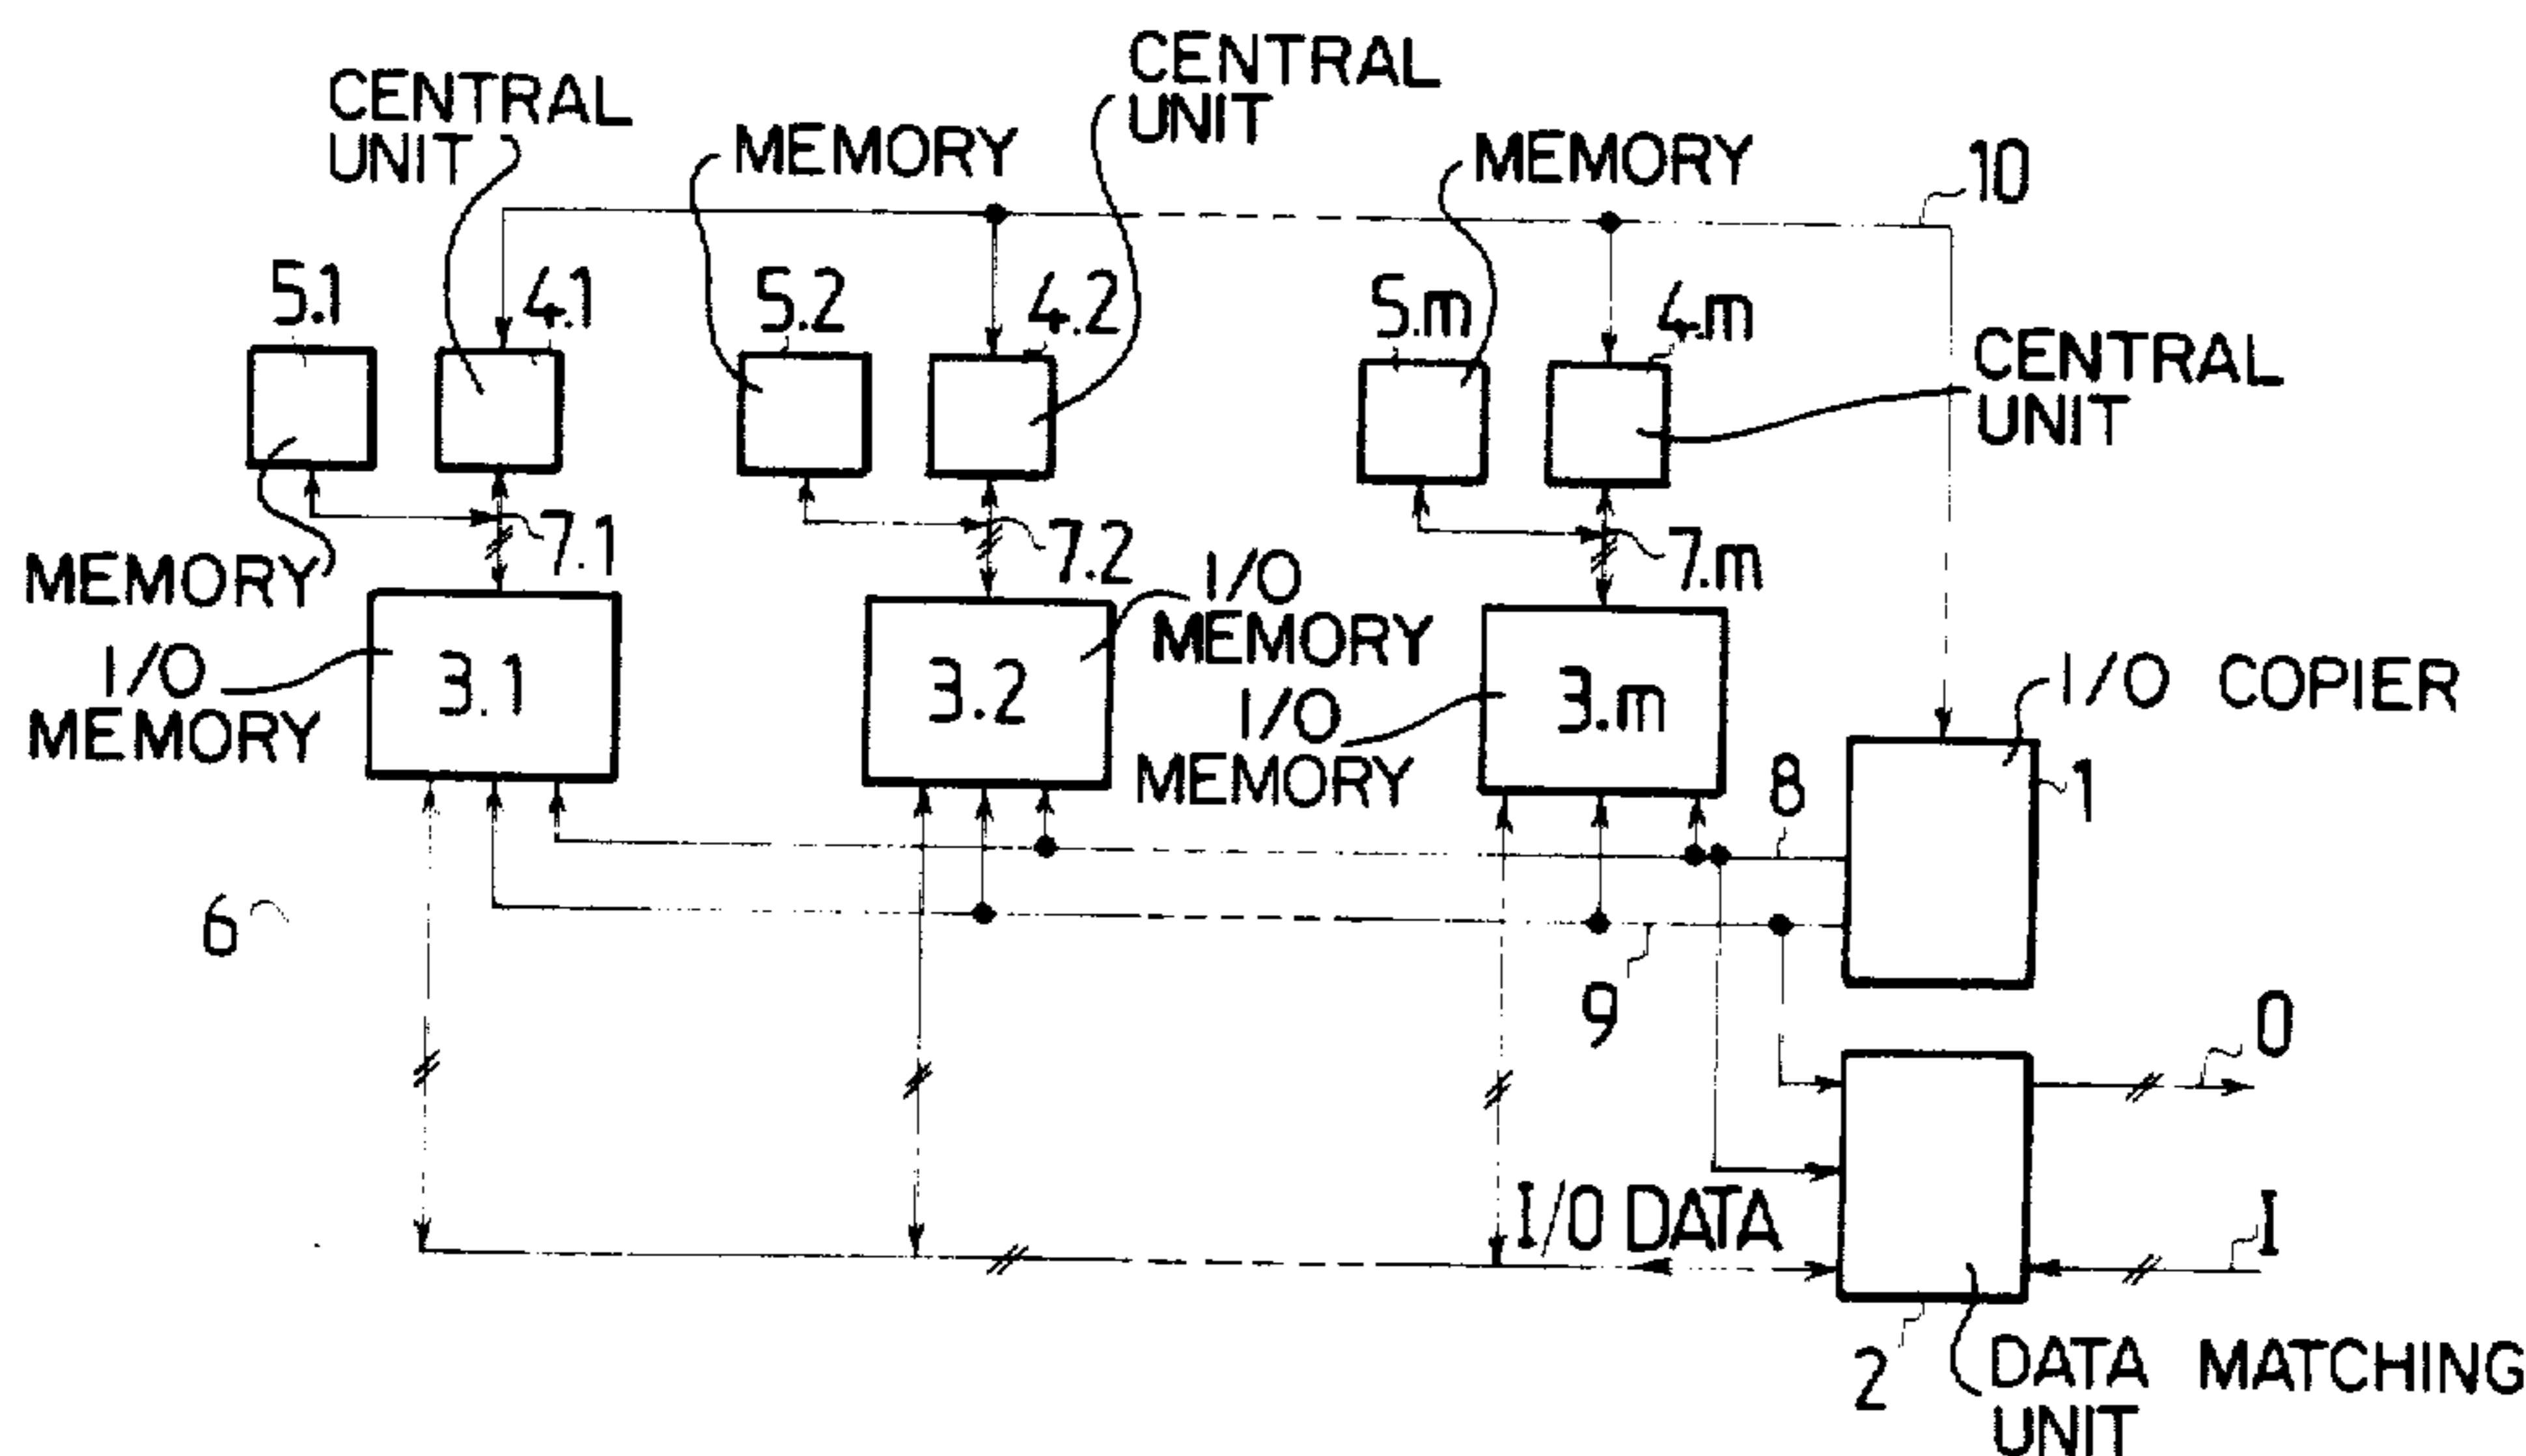 CENTRAL
UNIT
MEMORY
CENTRAL
UNIT
MEMORY
10
5.1
4.1
5.2
4.2
5.m
4.m
CENTRAL
UNIT
MEMORY
7.1
7.2
7.m
I/O
MEMORY
3.1
I/O
MEMORY
3.2
I/O
MEMORY
3.m
I/O COPIER
8
1
6
9
O
I/O DATA
I
2
DATA MATCHING
UNIT